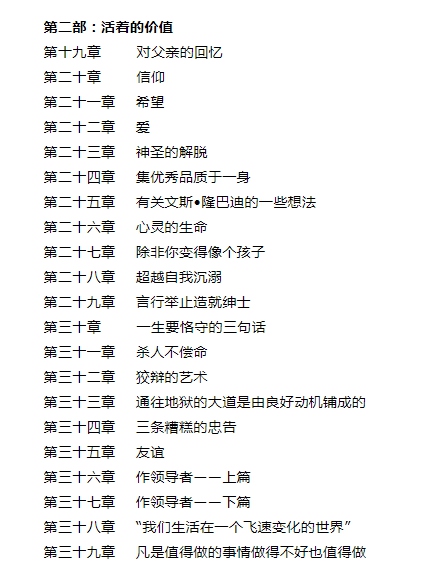 第二部：活着的价值
第十九章 对父亲的回忆
第二十章 信仰
第二十一章 希望
第二十二章 爱
第二十三章 神圣的解脱
第二十四章 集优秀品质于一身
第二十五章 有关文斯•隆巴迪的一些想法
第二十六章 心灵的生命
第二十七章 除非你变得像个孩子
第二十八章 超越自我沉溺
第二十九章 言行举止造就绅士
第三十章 一生要恪守的三句话
第三十一章 杀人不偿命
第三十二章 狡辩的艺术
第三十三章 通往地狱的大道是由良好动机铺成的
第三十四章 三条糟糕的忠告
第三十五章 友谊
第三十六章 作领导者——上篇
第三十七章 作领导者——下篇
第三十八章 “我们生活在一个飞速变化的世界”
第三十九章 凡是值得做的事情做得不好也值得做